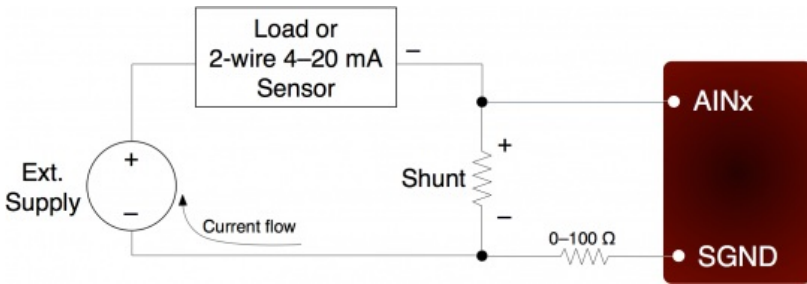 Load or
2-wire 4–20 mA
Sensor
–
AINx
+
Ext.
Supply
+
–
Shunt
–
Current flow
0–100 Ω
SGND